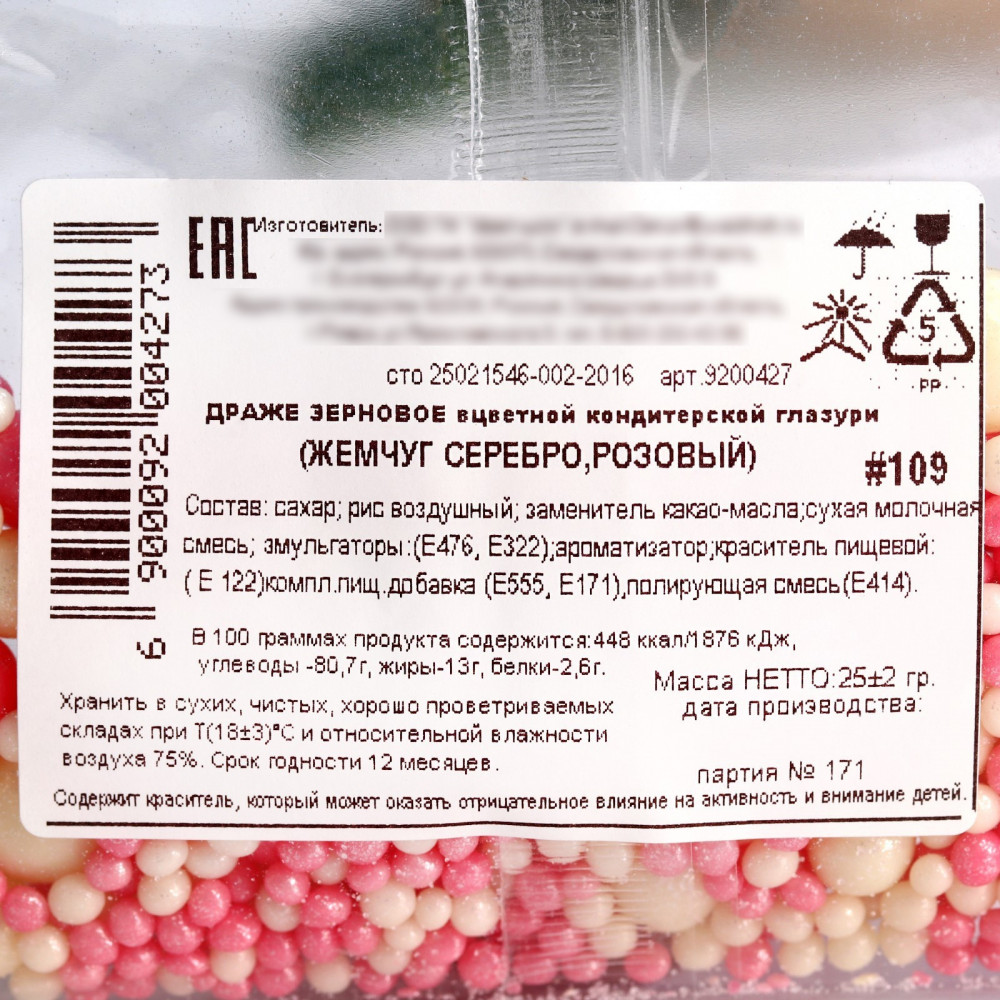 ЕАС Изготовитель:
сто 25021546-002-2016 арт.9200427
ДРАЖЕ ЗЕРНОВОЕ вцветной кондитерской глазури
(ЖЕМЧУГ СЕРЕБРО,РОЗОВЫЙ)
#109
Состав: сахар; рис воздушный; заменитель какао-масла;сухая молочная
смесь; эмульгаторы:(Е476, Е322);ароматизатор;краситель пищевой:
( Е 122)компл.пищ.добавка (Е555, Е171),полирующая смесь(Е414).
В 100 граммах продукта содержится:448 ккал/1876 кДж,
углеводы -80,7г, жиры-13г, белки-2,6г.
Масса НЕТТО:25±2 гр.
дата производства:
Хранить в сухих, чистых, хорошо проветриваемых
складах при Т(18±3)°С и относительной влажности
воздуха 75%. Срок годности 12 месяцев.
партия № 171
Содержит краситель, который может оказать отрицательное влияние на активность и внимание детей.
6 900092 004273
5
PP